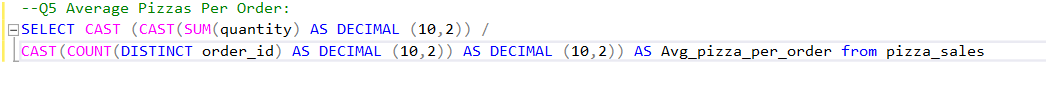 --Q5 Average Pizzas Per Order:
SELECT CAST (CAST(SUM(quantity) AS DECIMAL (10,2)) /
CAST(COUNT(DISTINCT order_id) AS DECIMAL (10,2)) AS DECIMAL (10,2)) AS Avg_pizza_per_order from pizza_sales